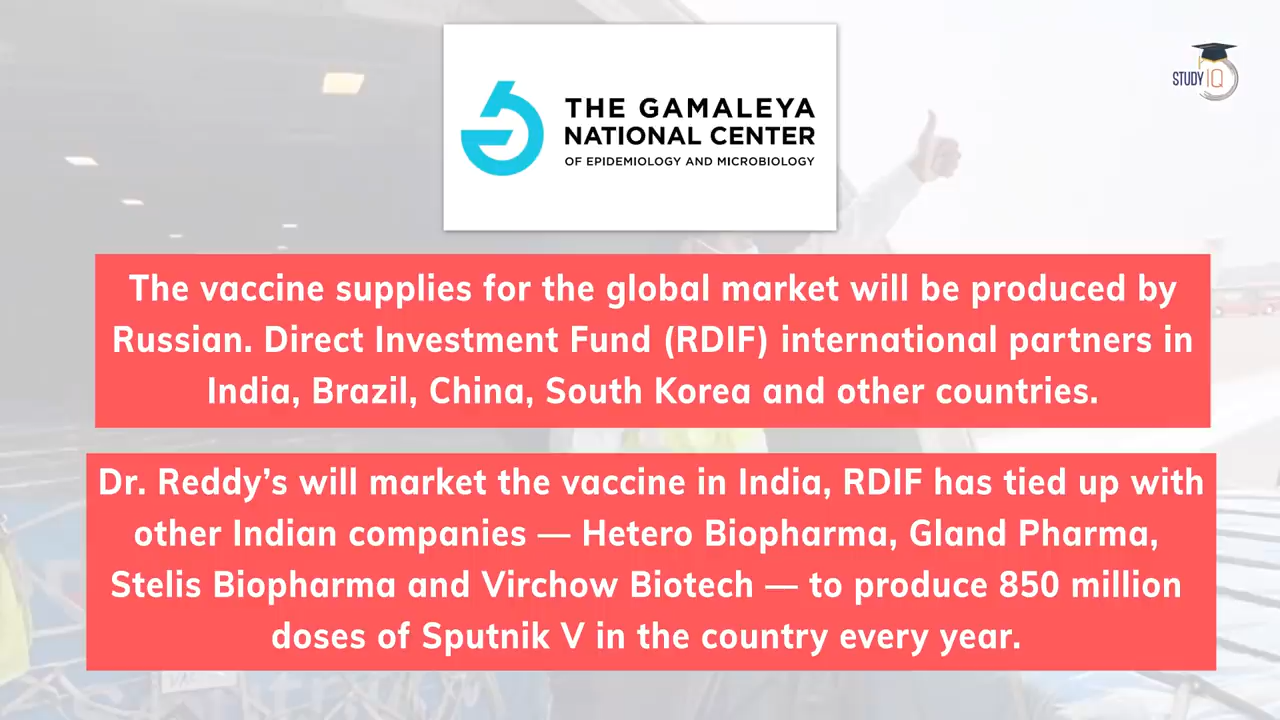 THE GAMALEYA
NATIONAL CENTER
OF EPIDEMIOLOGY AND MICROBIOLOGY
STUDY IQ
The vaccine supplies for the global market will be produced by
Russian. Direct Investment Fund (RDIF) international partners in
India, Brazil, China, South Korea and other countries.
Dr. Reddy’s will market the vaccine in India, RDIF has tied up with
other Indian companies — Hetero Biopharma, Gland Pharma,
Stelis Biopharma and Virchow Biotech — to produce 850 million
doses of Sputnik V in the country every year.